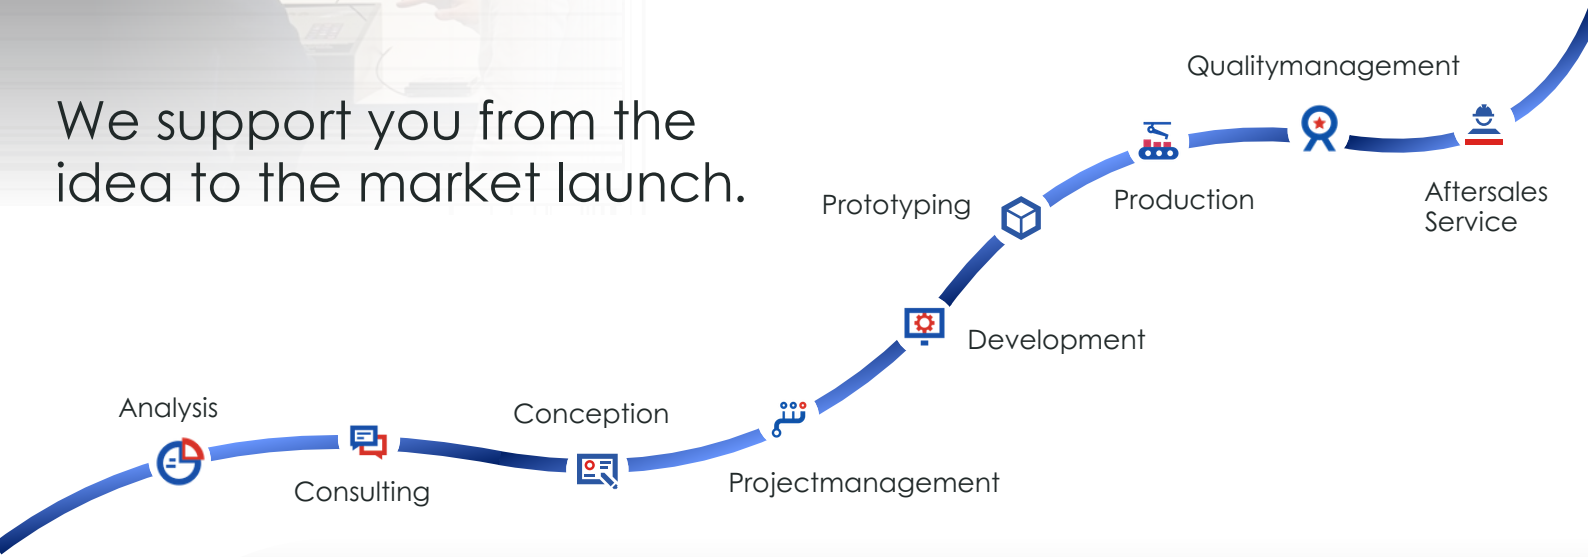 We support you from the
idea to the market launch.
Analysis
Consulting
Conception
Projectmanagement
Development
Prototyping
Production
Qualitymanagement
Aftersales
Service